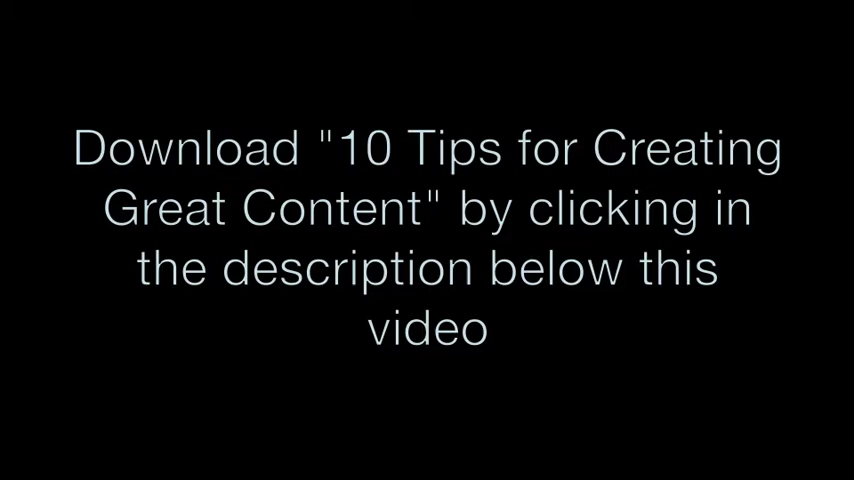 Download "10 Tips for Creating
Great Content" by clicking in
the description below this
video